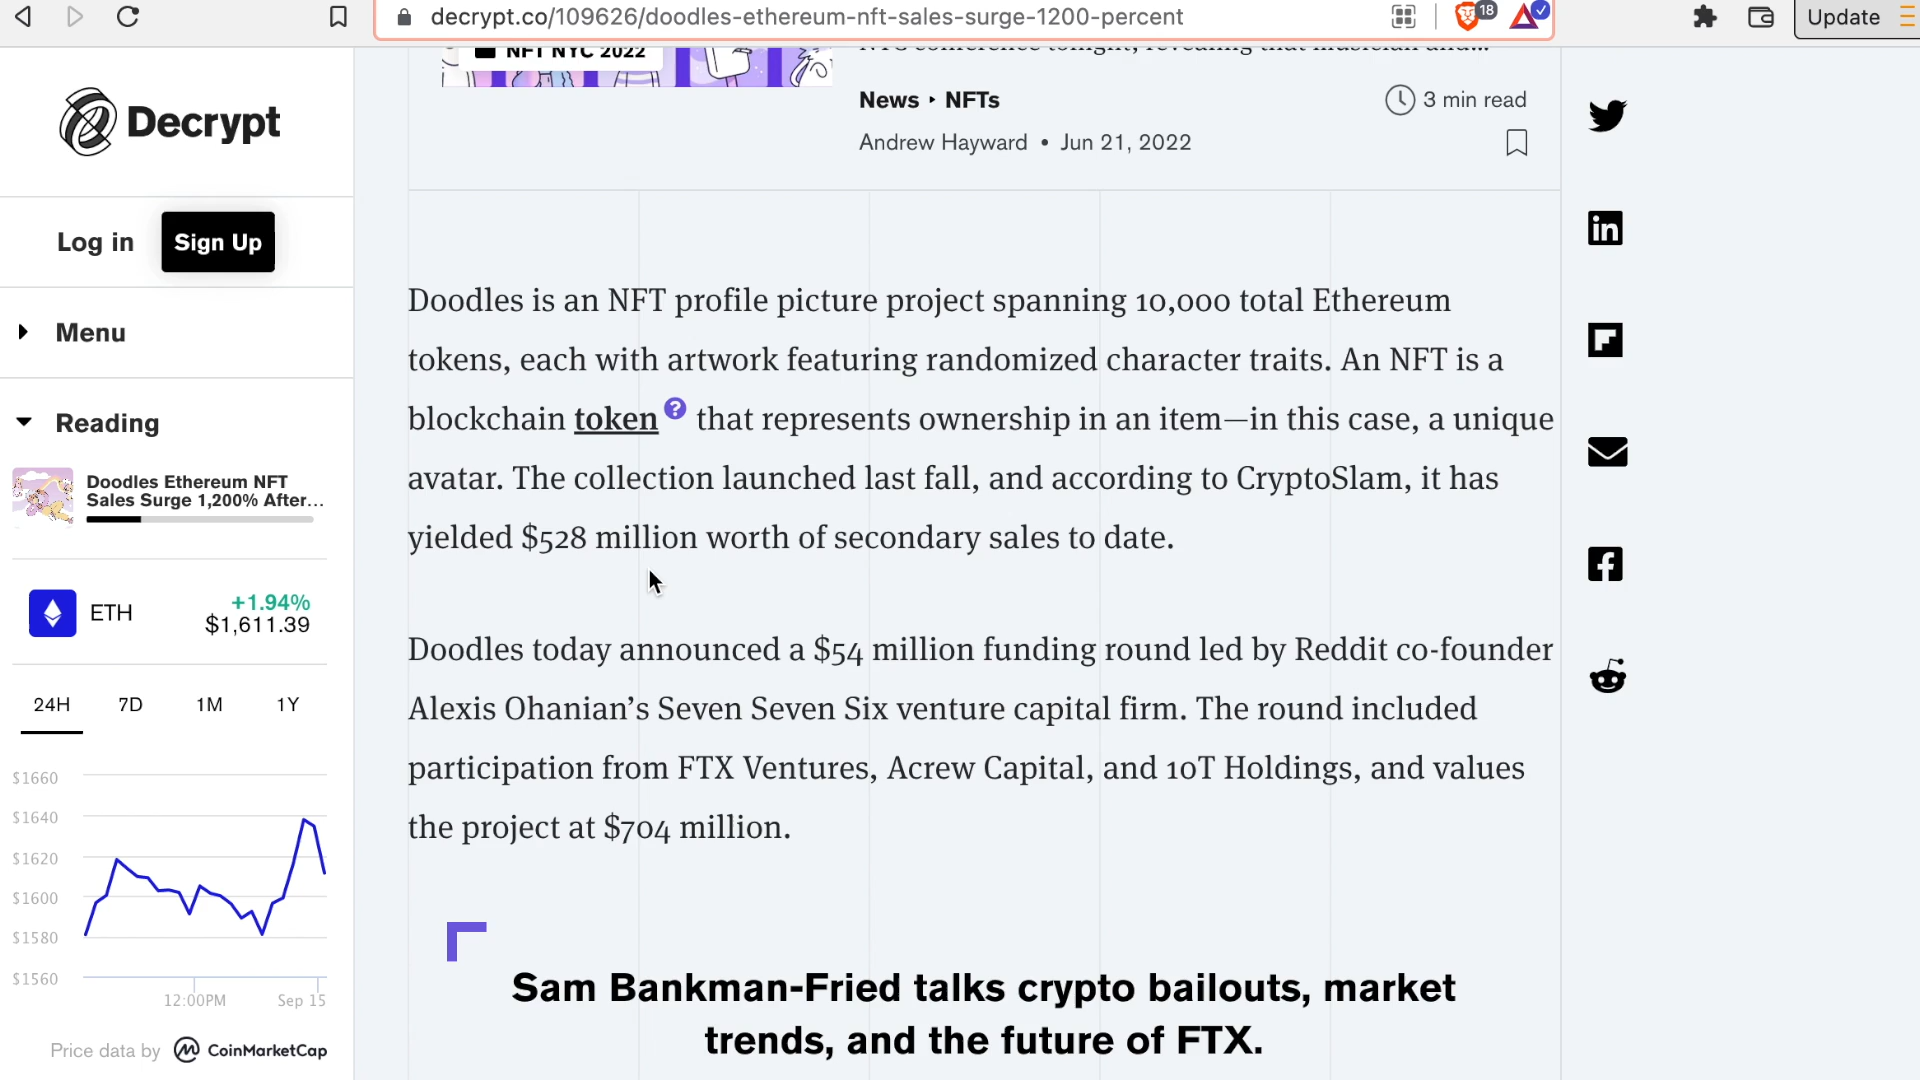 decrypt.co/109626/doodles-ethereum-nft-sales-surge-1200-percent
18
Update
Decrypt
Log in
Sign Up
Menu
Reading
Doodles Ethereum NFT
Sales Surge 1,200% After...
ETH
+1.94%
$1,611.39
24H 7D 1M 1Y
$1660
$1640
$1620
$1600
$1580
$1560
12:00PM Sep 15
Price data by CoinMarketCap
NFT NYC 2022
NYC conference tonight, revealing that musician and...
News ‣ NFTs
3 min read
Andrew Hayward • Jun 21, 2022
Doodles is an NFT profile picture project spanning 10,000 total Ethereum
tokens, each with artwork featuring randomized character traits. An NFT is a
blockchain token ? that represents ownership in an item—in this case, a unique
avatar. The collection launched last fall, and according to CryptoSlam, it has
yielded $528 million worth of secondary sales to date.
Doodles today announced a $54 million funding round led by Reddit co-founder
Alexis Ohanian’s Seven Seven Six venture capital firm. The round included
participation from FTX Ventures, Acrew Capital, and 10T Holdings, and values
the project at $704 million.
Sam Bankman-Fried talks crypto bailouts, market
trends, and the future of FTX.
in